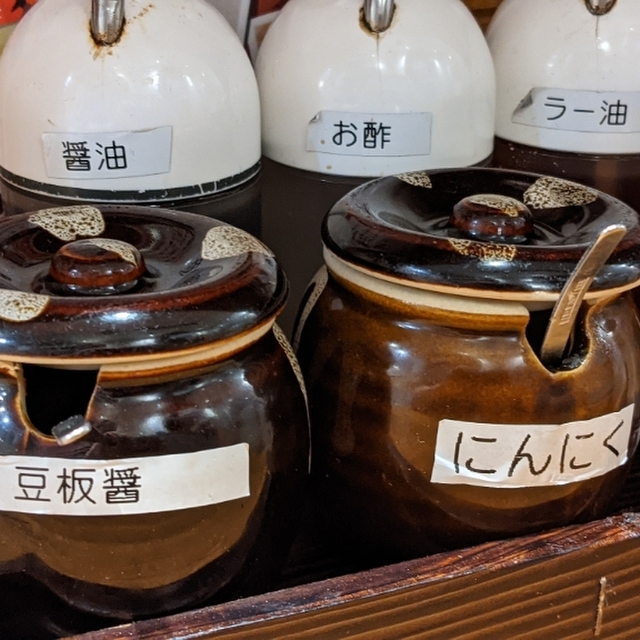 醤油
お酢
ラー油
豆板醤
にんにく